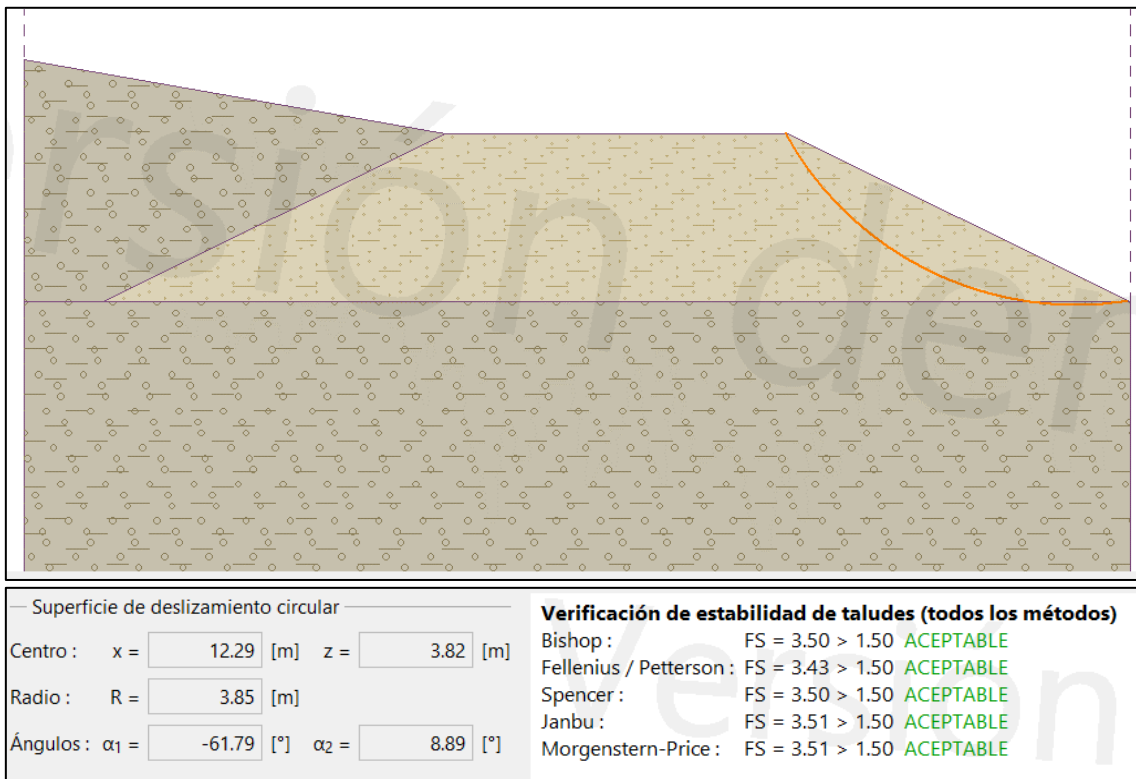 Versión der
Superficie de deslizamiento circular
Centro : x = 12.29 [m] z = 3.82 [m]
Radio : R = 3.85 [m]
Ángulos : α1 = -61.79 [°] α2 = 8.89 [°]
Verificación de estabilidad de taludes (todos los métodos)
Bishop : FS = 3.50 > 1.50 ACEPTABLE
Fellenius / Petterson : FS = 3.43 > 1.50 ACEPTABLE
Spencer : FS = 3.50 > 1.50 ACEPTABLE
Janbu : FS = 3.51 > 1.50 ACEPTABLE
Morgenstern-Price : FS = 3.51 > 1.50 ACEPTABLE
Versión